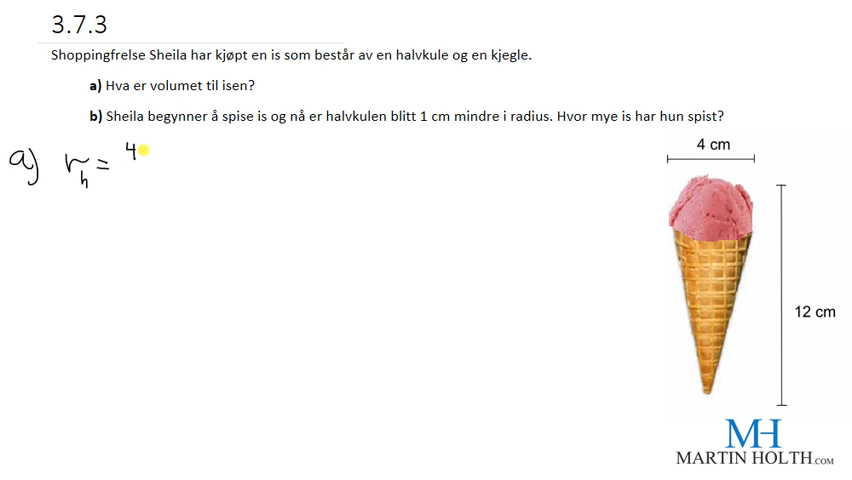 3.7.3
Shoppingfrelse Sheila har kjøpt en is som består av en halvkule og en kjegle.
a) Hva er volumet til isen?
b) Sheila begynner å spise is og nå er halvkulen blitt 1 cm mindre i radius. Hvor mye is har hun spist?
a) r_h = 4
4 cm
12 cm
MH
MARTIN HOLTH.COM